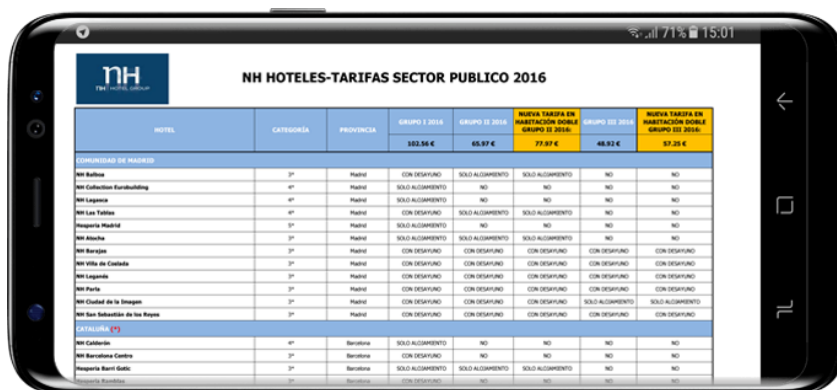 71% 15:01
nH
NH HOTEL GROUP
NH HOTELES-TARIFAS SECTOR PUBLICO 2016
HOTEL CATEGORÍA PROVINCIA GRUPO I 2016 GRUPO II 2016 NUEVA TARIFA EN HABITACIÓN DOBLE GRUPO II 2016: GRUPO III 2016 NUEVA TARIFA EN HABITACIÓN DOBLE GRUPO III 2016:
102.56 € 65.97 € 77.97 € 48.92 € 57.25 €
COMUNIDAD DE MADRID
NH Balboa 3* Madrid CON DESAYUNO SOLO ALOJAMIENTO SOLO ALOJAMIENTO NO NO
NH Collection Eurobuilding 4* Madrid SOLO ALOJAMIENTO NO NO NO NO
NH Lagasca 4* Madrid SOLO ALOJAMIENTO NO NO NO NO
NH Las Tablas 4* Madrid CON DESAYUNO SOLO ALOJAMIENTO SOLO ALOJAMIENTO NO NO
Hesperia Madrid 5* Madrid SOLO ALOJAMIENTO NO NO NO NO
NH Atocha 3* Madrid SOLO ALOJAMIENTO SOLO ALOJAMIENTO SOLO ALOJAMIENTO NO NO
NH Barajas 3* Madrid CON DESAYUNO CON DESAYUNO CON DESAYUNO CON DESAYUNO CON DESAYUNO
NH Villa de Coslada 3* Madrid CON DESAYUNO CON DESAYUNO CON DESAYUNO CON DESAYUNO CON DESAYUNO
NH Leganés 3* Madrid CON DESAYUNO CON DESAYUNO CON DESAYUNO CON DESAYUNO CON DESAYUNO
NH Parla 3* Madrid CON DESAYUNO CON DESAYUNO CON DESAYUNO CON DESAYUNO CON DESAYUNO
NH Ciudad de la Imagen 3* Madrid CON DESAYUNO CON DESAYUNO CON DESAYUNO SOLO ALOJAMIENTO SOLO ALOJAMIENTO
NH San Sebastián de los Reyes 3* Madrid CON DESAYUNO CON DESAYUNO CON DESAYUNO CON DESAYUNO CON DESAYUNO
CATALUÑA (*)
NH Calderón 4* Barcelona SOLO ALOJAMIENTO NO NO NO NO
NH Barcelona Centro 3* Barcelona CON DESAYUNO NO NO NO NO
Hesperia Barri Gotic 3* Barcelona SOLO ALOJAMIENTO SOLO ALOJAMIENTO SOLO ALOJAMIENTO NO NO
Hesperia Ramblas 3* Barcelona CON DESAYUNO NO NO NO NO